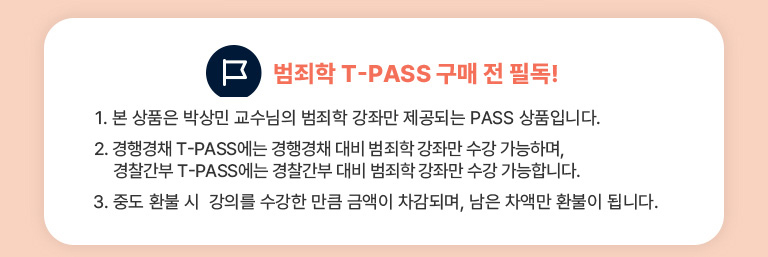 범죄학 T-PASS 구매 전 필독!
1. 본 상품은 박상민 교수님의 범죄학 강좌만 제공되는 PASS 상품입니다.
2. 경행경채 T-PASS에는 경행경채 대비 범죄학 강좌만 수강 가능하며,
경찰간부 T-PASS에는 경찰간부 대비 범죄학 강좌만 수강 가능합니다.
3. 중도 환불 시 강의를 수강한 만큼 금액이 차감되며, 남은 차액만 환불이 됩니다.